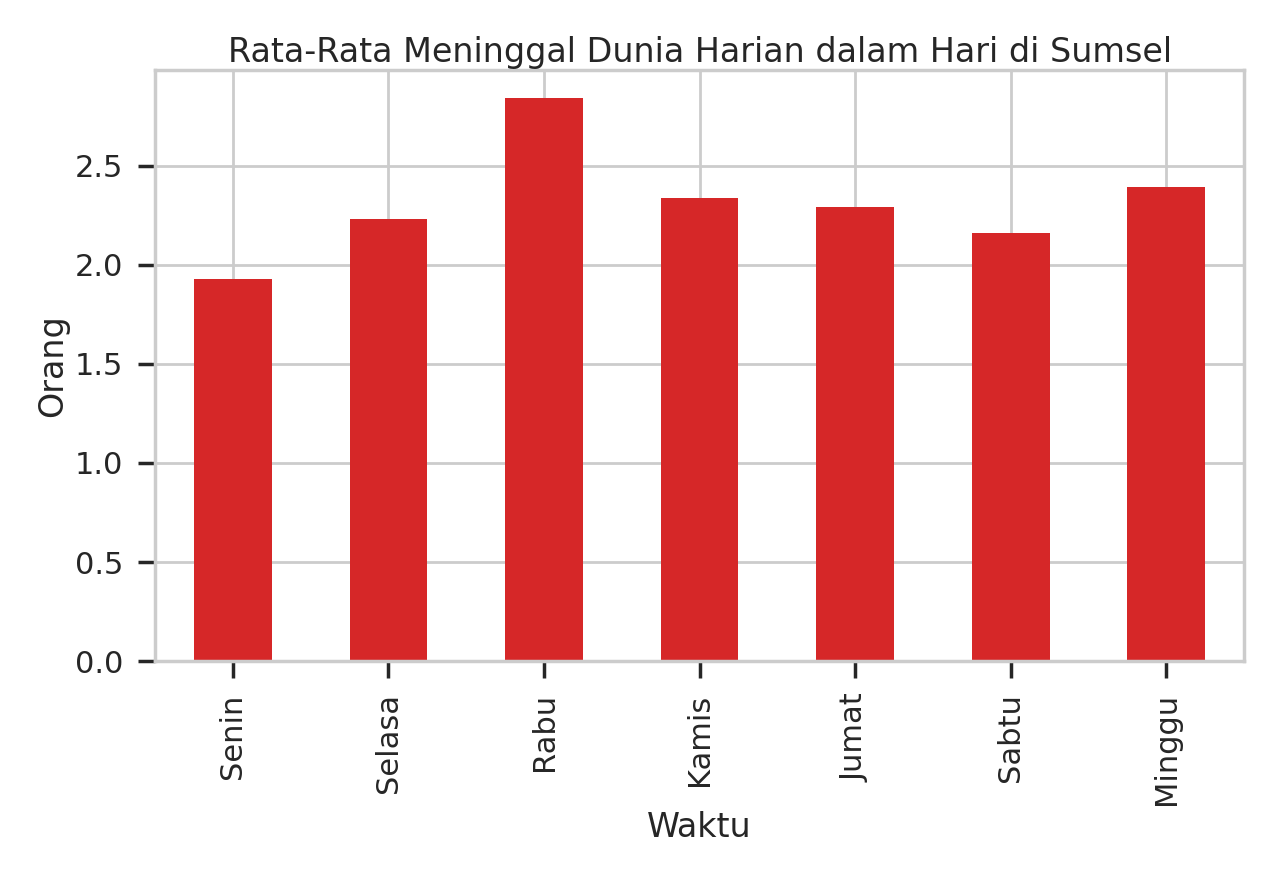 Rata-Rata Meninggal Dunia Harian dalam Hari di Sumsel
Orang
2.5
2.0
1.5
1.0
0.5
0.0
Senin
Selasa
Rabu
Kamis
Jumat
Sabtu
Minggu
Waktu